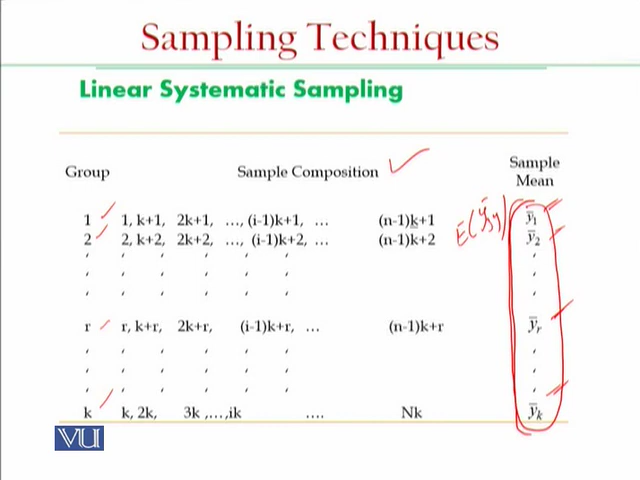 Sampling Techniques
Linear Systematic Sampling
Group Sample Composition ✓ Sample Mean
1 1, k+1, 2k+1, ..., (i-1)k+1, ... (n-1)k+1 ȳ₁
2 2, k+2, 2k+2, ..., (i-1)k+2, ... (n-1)k+2 ȳ₂
r r, k+r, 2k+r, (i-1)k+r, ... (n-1)k+r ȳᵣ
k k, 2k, 3k ,...,ik .... Nk ȳₖ
VU